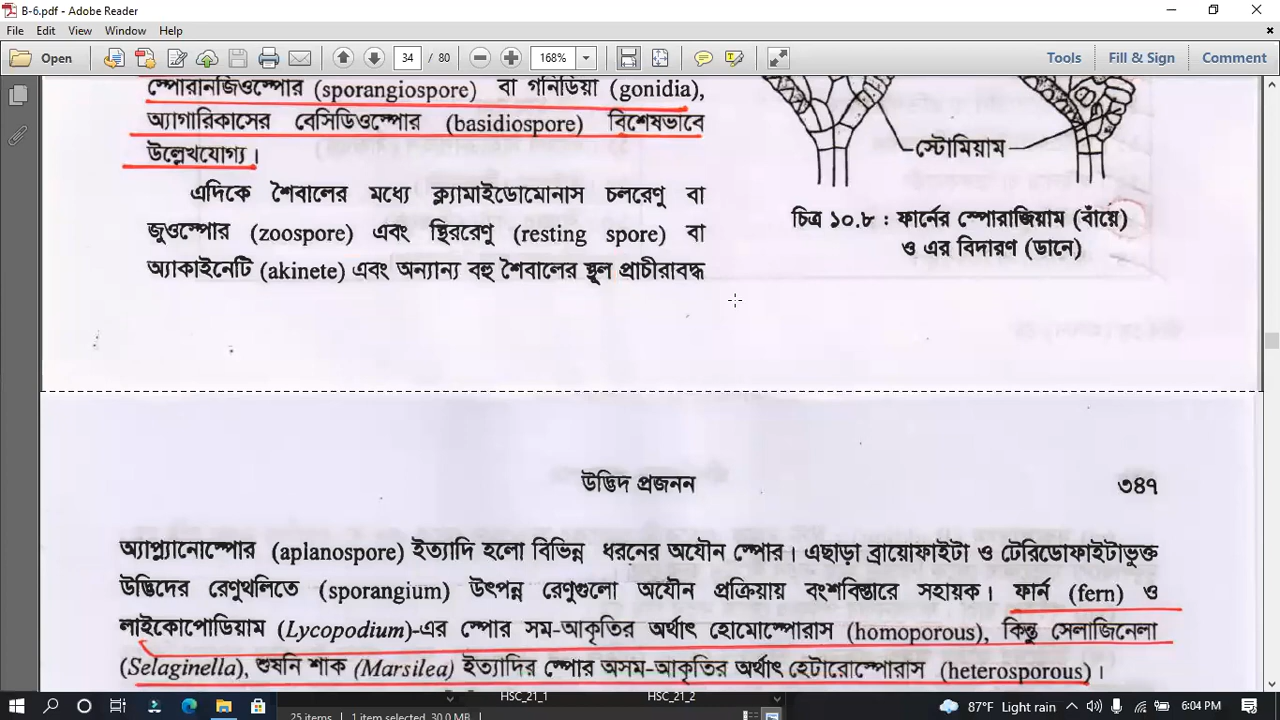 B-6.pdf - Adobe Reader
File Edit View Window Help
Open 34 / 80 168% Tools Fill & Sign Comment
স্পোরানজিওস্পোর (sporangiospore) বা গনিডিয়া (gonidia),
অ্যাগারিকাসের বেসিডিওস্পোর (basidiospore) বিশেষভাবে
উল্লেখযোগ্য।
এদিকে শৈবালের মধ্যে ক্ল্যামাইডোমোনাস চলরেণু বা
জুওস্পোর (zoospore) এবং স্থিররেণু (resting spore) বা
অ্যাকাইনেটি (akinete) এবং অন্যান্য বহু শৈবালের স্থূল প্রাচীরাবদ্ধ
স্টোমিয়াম
চিত্র ১০.৮ : ফার্নের স্পোরাঞ্জিয়াম (বাঁয়ে)
ও এর বিদারণ (ডানে)
উদ্ভিদ প্রজনন ৩৪৭
অ্যাপ্ল্যানোস্পোর (aplanospore) ইত্যাদি হলো বিভিন্ন ধরনের অযৌন স্পোর। এছাড়া ব্রায়োফাইটা ও টেরিডোফাইটাভুক্ত
উদ্ভিদের রেণুথলিতে (sporangium) উৎপন্ন রেণুগুলো অযৌন প্রক্রিয়ায় বংশবিস্তারে সহায়ক। ফার্ন (fern) ও
লাইকোপোডিয়াম (Lycopodium)-এর স্পোর সম-আকৃতির অর্থাৎ হোমোস্পোরাস (homoporous), কিন্তু সেলাজিনেলা
(Selaginella), শুষনি শাক (Marsilea) ইত্যাদির স্পোর অসম-আকৃতির অর্থাৎ হেটারোস্পোরাস (heterosporous)।
HSC_21_1 HSC_21_2
25 items 1 item selected 30.0 MB
87°F Light rain 6:04 PM